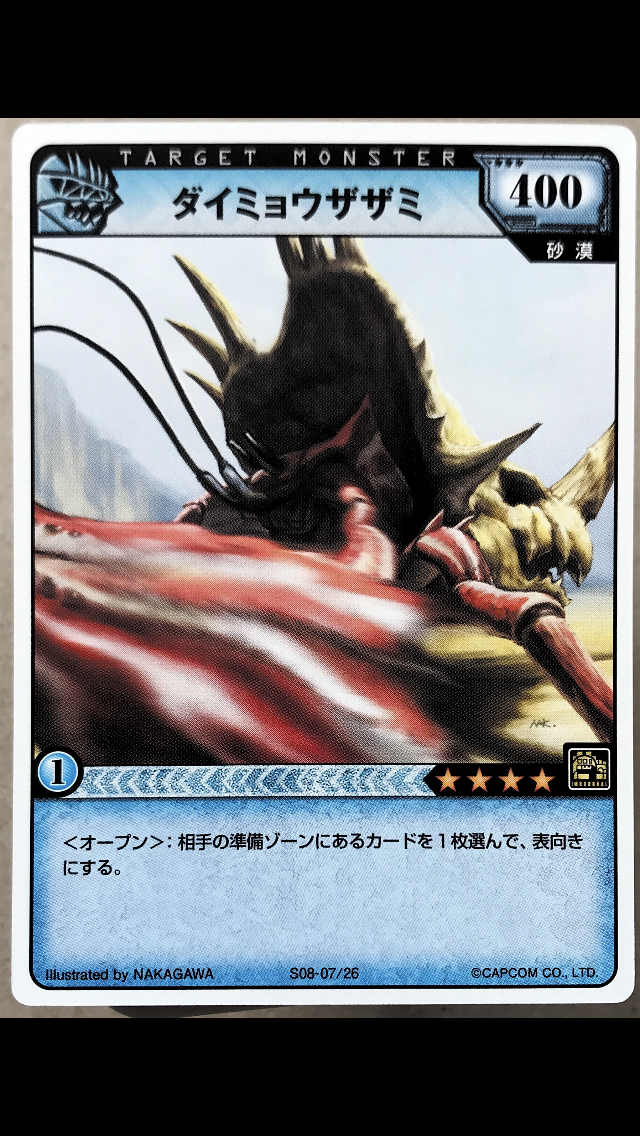 TARGET MONSTER
ダイミョウザザミ
400
砂漠
NAK.
1
<オープン>:相手の準備ゾーンにあるカードを1枚選んで、表向き
にする。
Illustrated by NAKAGAWA
S08-07/26
©CAPCOM CO., LTD.